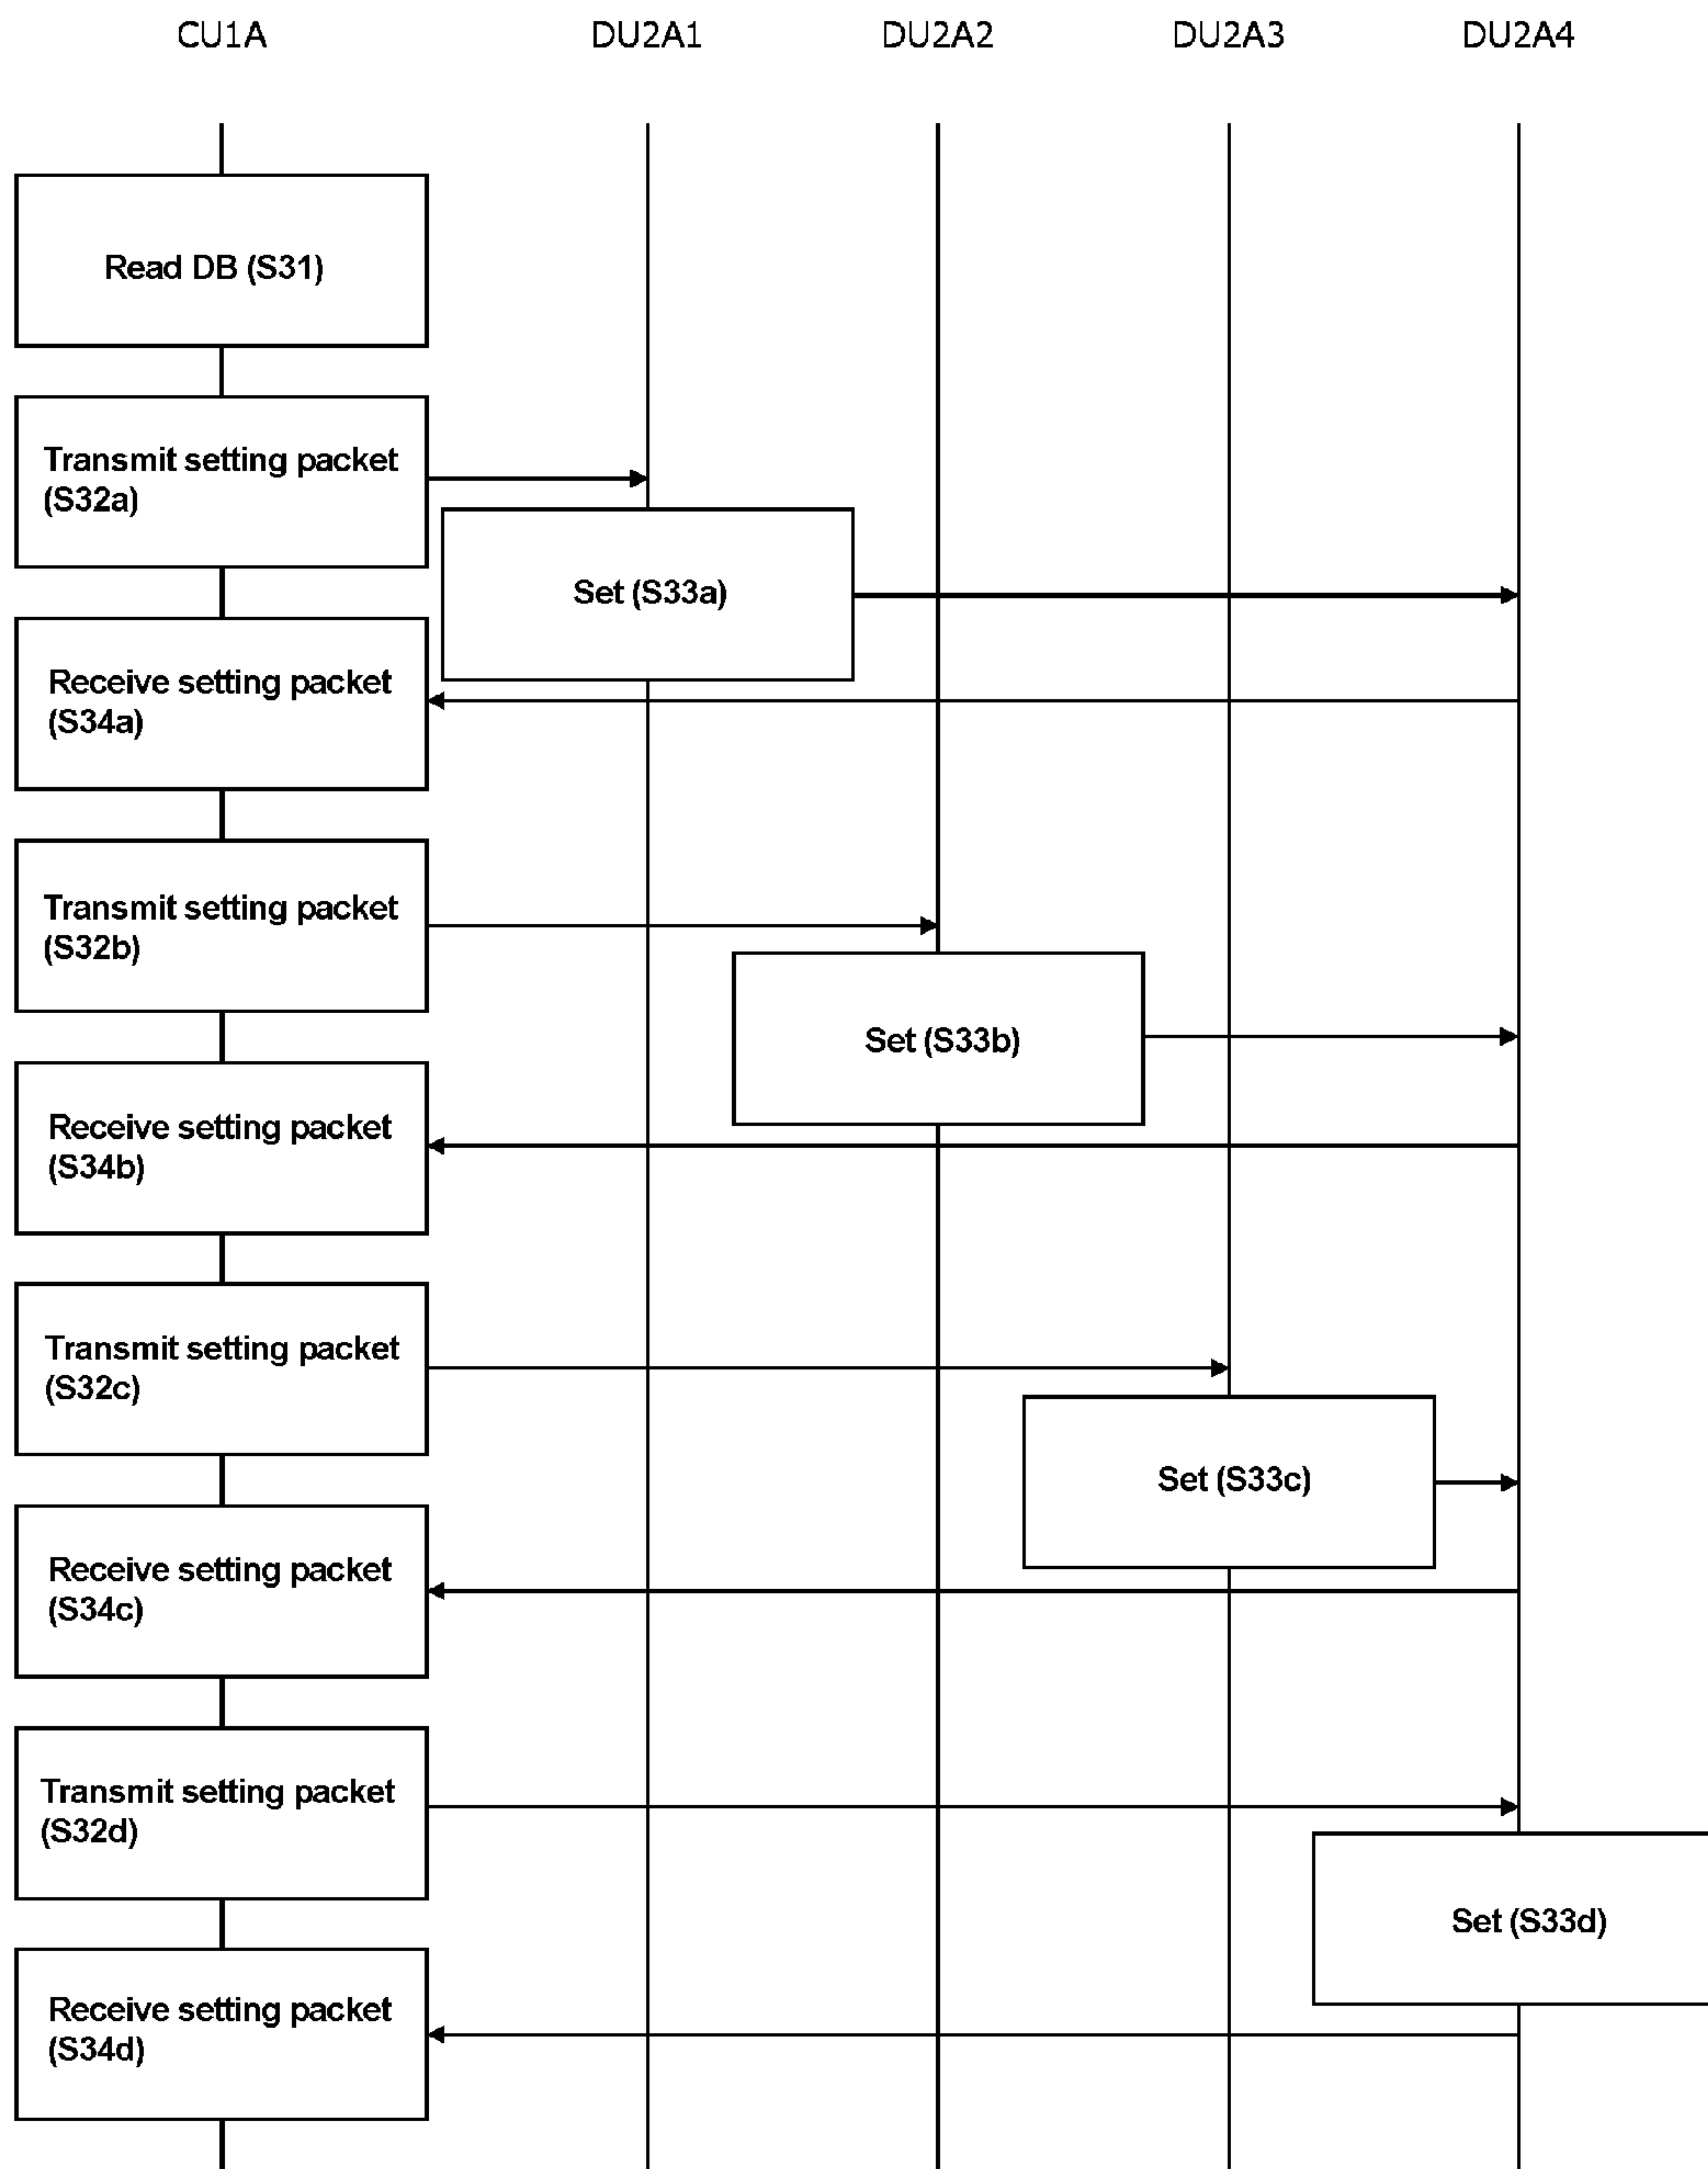 CU1A
DU2A1
DU2A2
DU2A3
DU2A4
Read DB (S31)
Transmit setting packet
(S32a)
Set (S33a)
Receive setting packet
(S34a)
Transmit setting packet
(S32b)
Set (S33b)
Receive setting packet
(S34b)
Transmit setting packet
(S32c)
Set (S33c)
Receive setting packet
(S34c)
Transmit setting packet
(S32d)
Set (S33d)
Receive setting packet
(S34d)